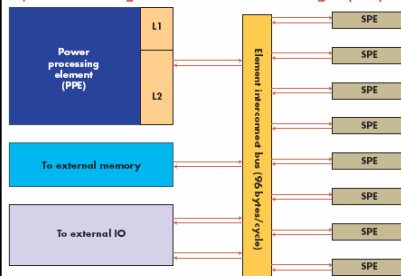 L1
Power
processing
element
(PPE)
L2
To external memory
To external IO
Element interconned bus (96 bytes/cycle)
SPE
SPE
SPE
SPE
SPE
SPE
SPE
SPE